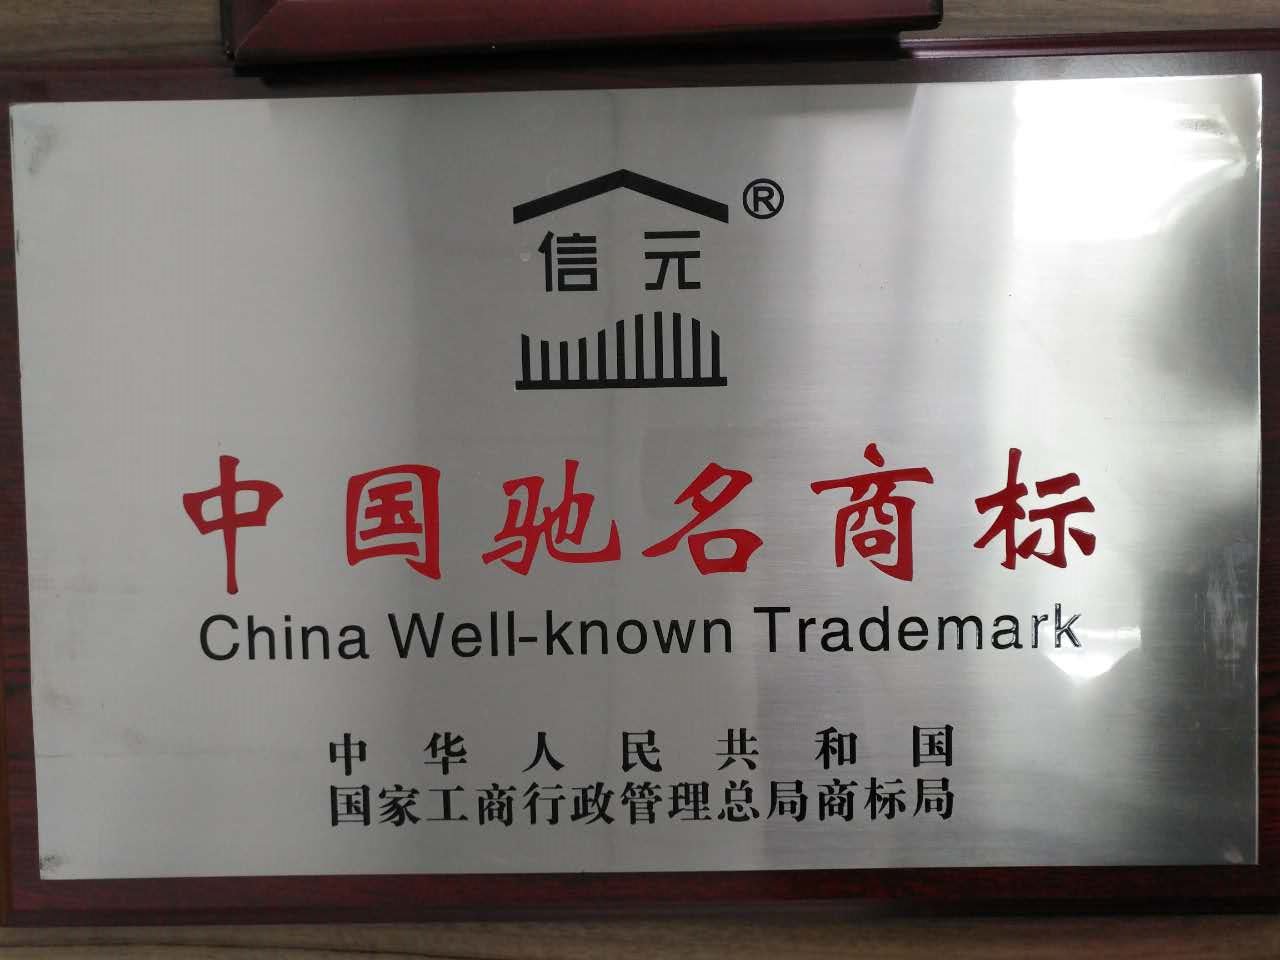 ®
信元
中国驰名商标
China Well-known Trademark
中华人民共和国
国家工商行政管理总局商标局